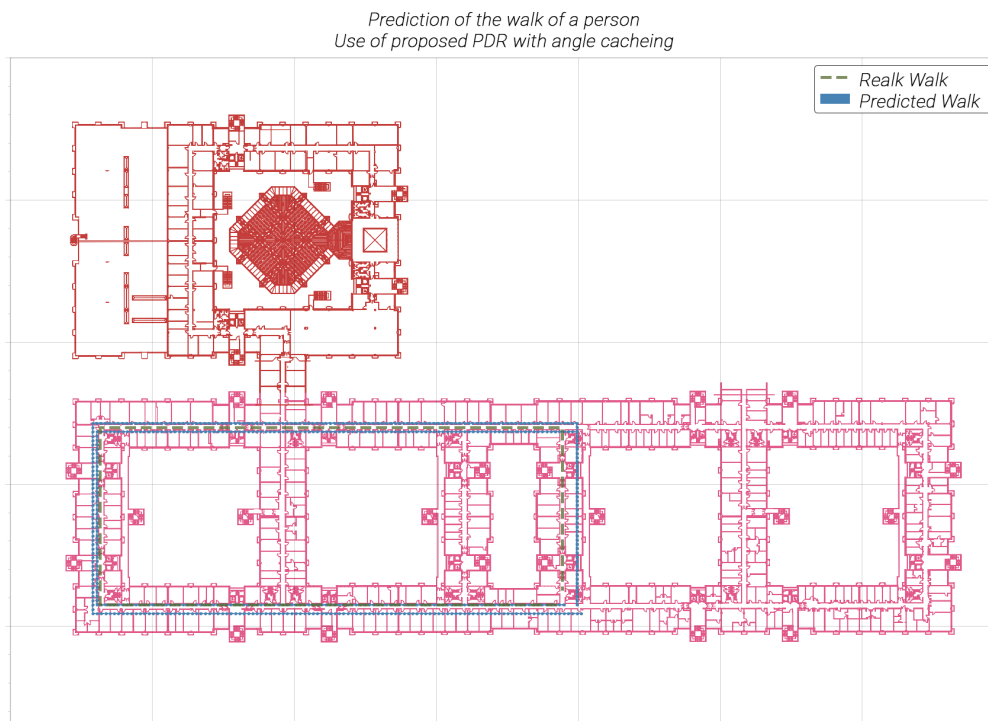 Prediction of the walk of a person
Use of proposed PDR with angle cacheing
Realk Walk
Predicted Walk